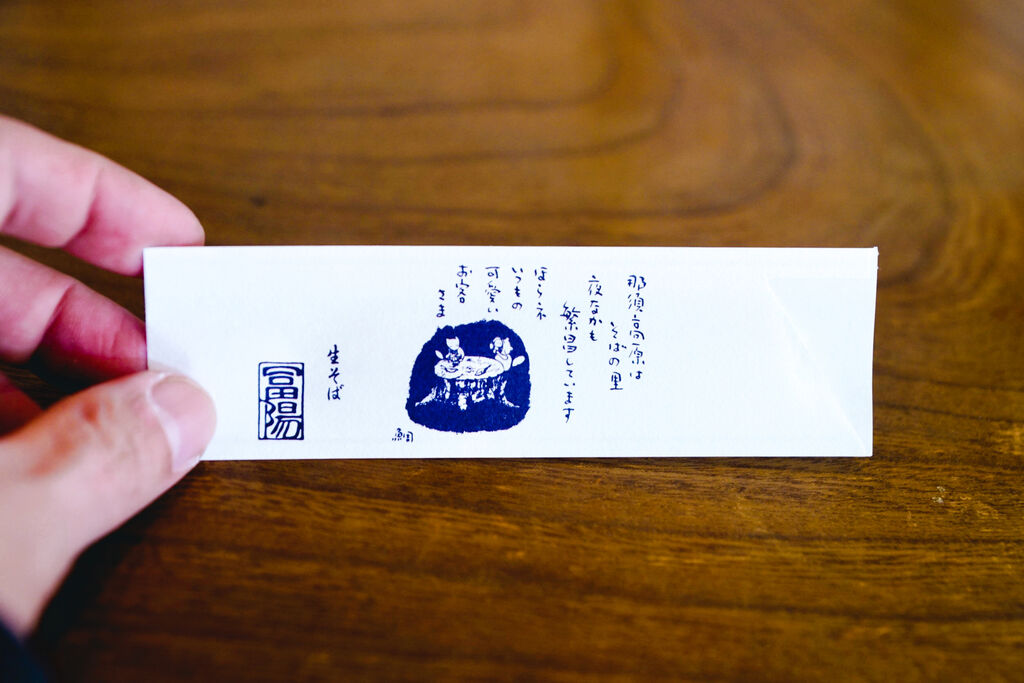 那須高原は
そばの里
夜なかも
繁昌しています
ほらネ
いつもの
可愛い
お客
さま
生そば
富陽